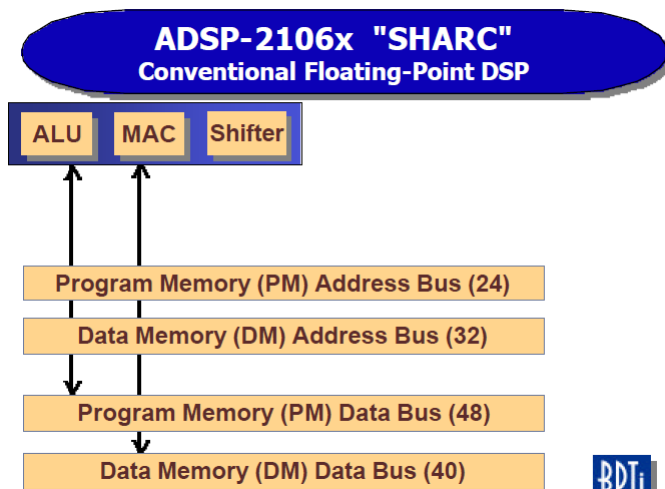 ADSP-2106x "SHARC"
Conventional Floating-Point DSP
ALU MAC Shifter
Program Memory (PM) Address Bus (24)
Data Memory (DM) Address Bus (32)
Program Memory (PM) Data Bus (48)
Data Memory (DM) Data Bus (40)
BDTi